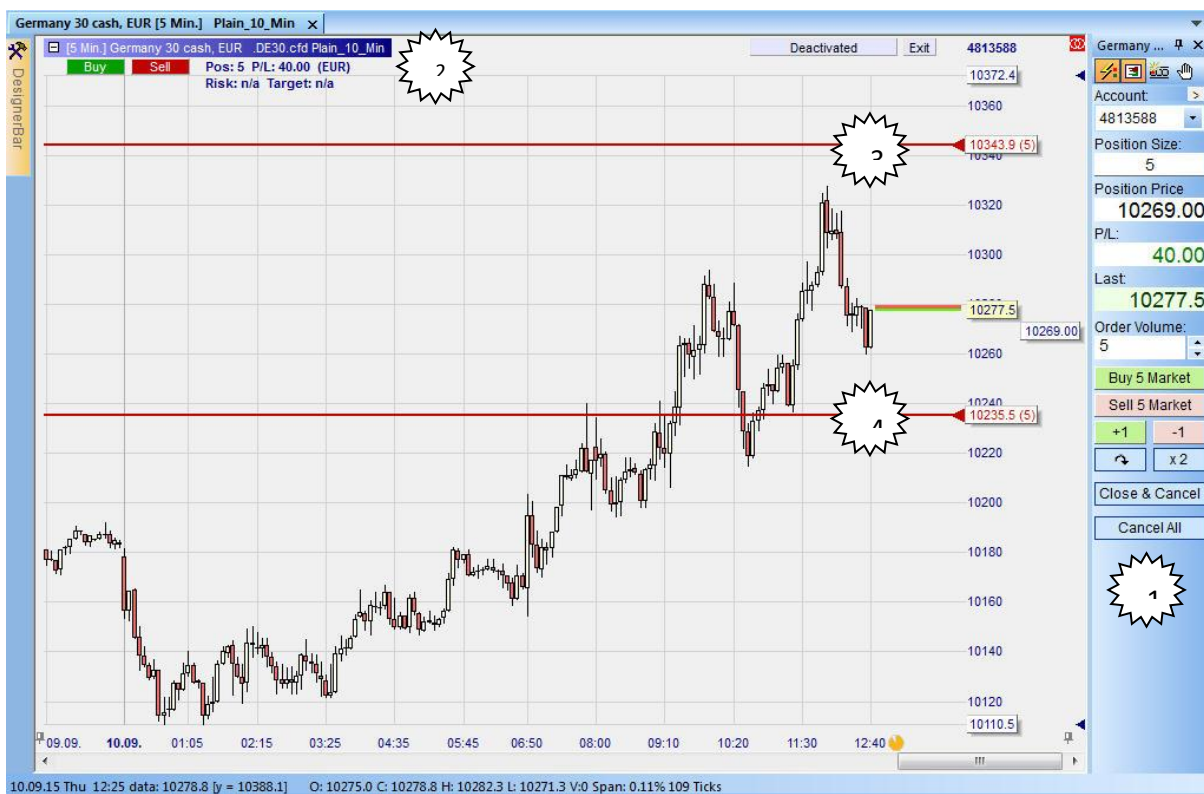 Germany 30 cash, EUR [5 Min.] Plain_10_Min x
[5 Min.] Germany 30 cash, EUR .DE30.cfd Plain_10_Min
Deactivated
Exit
4813588
Buy
Sell
Pos: 5 P/L: 40.00 (EUR)
Risk: n/a Target: n/a
DesignerBar
10372.4
10360
10343.9 (5)
10340
10320
10300
10277.5
10269.00
10260
10240
10235.5 (5)
10220
10200
10180
10160
10140
10120
10110.5
09.09. 10.09. 01:05 02:15 03:25 04:35 05:45 06:50 08:00 09:10 10:20 11:30 12:40
Germany ...
Account:
4813588
Position Size:
5
Position Price
10269.00
P/L:
40.00
Last:
10277.5
Order Volume:
5
Buy 5 Market
Sell 5 Market
+1
-1
x 2
Close & Cancel
Cancel All
10.09.15 Thu 12:25 data: 10278.8 [y = 10388.1] O: 10275.0 C: 10278.8 H: 10282.3 L: 10271.3 V:0 Span: 0.11% 109 Ticks